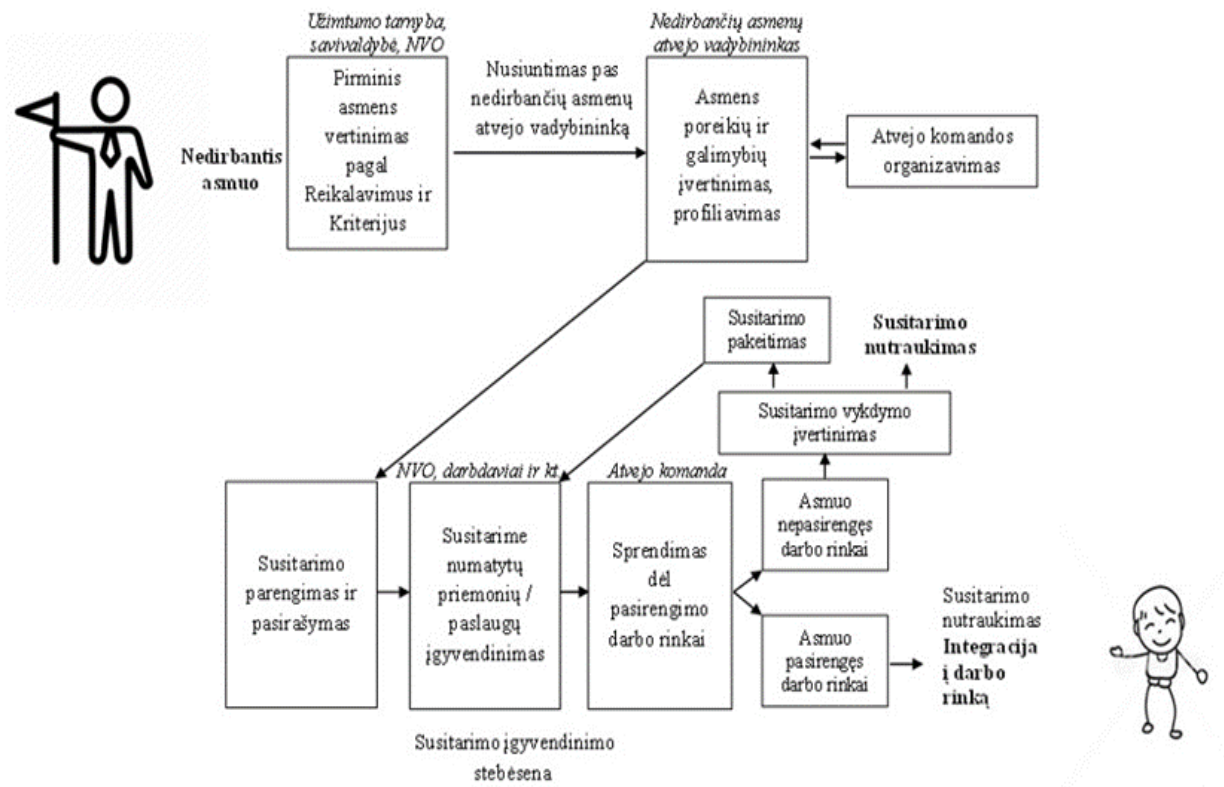 Užimtumo tarnyba,
savivaldybė, NVO
Nedirbantis
asmuo
Pirminis
asmens
vertinimas
pagal
Reikalavimus ir
Kriterijus
Nusiuntimas pas
nedirbančių asmenų
atvejo vadybininką
Nedirbančių asmenų
atvejo vadybininkas
Asmens
poreikių ir
galimybių
įvertinimas,
profiliavimas
Atvejo komandos
organizavimas
Susitarimo
pakeitimas
Susitarimo
nutraukimas
Susitarimo vykdymo
įvertinimas
Susitarimo
parengimas ir
pasirašymas
NVO, darbdaviai ir kt.
Susitarime
numatytų
priemonių /
paslaugų
įgyvendinimas
Atvejo komanda
Sprendimas
dėl
pasirengimo
darbo rinkai
Asmuo
nepasirengęs
darbo rinkai
Asmuo
pasirengęs
darbo rinkai
Susitarimo
nutraukimas
Integracija
į darbo
rinką
Susitarimo įgyvendinimo
stebėsena